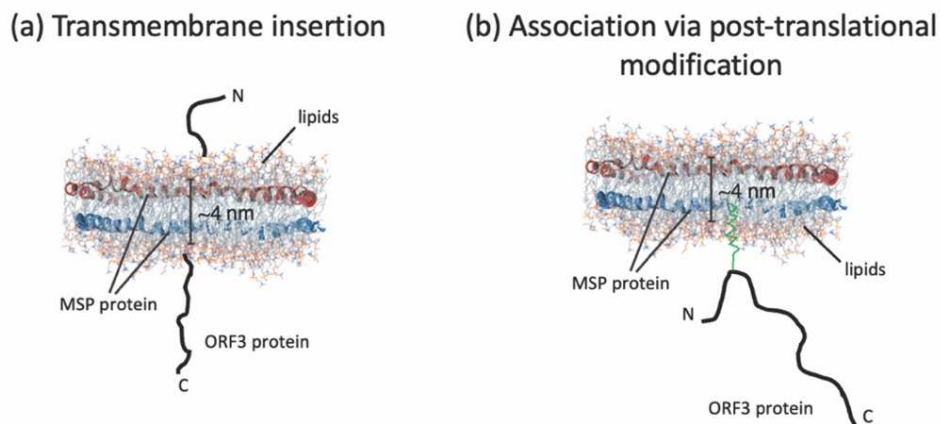 (a) Transmembrane insertion
N
lipids
~4 nm
MSP protein
ORF3 protein
C
(b) Association via post-translational
modification
~4 nm
MSP protein
lipids
N
ORF3 protein
C